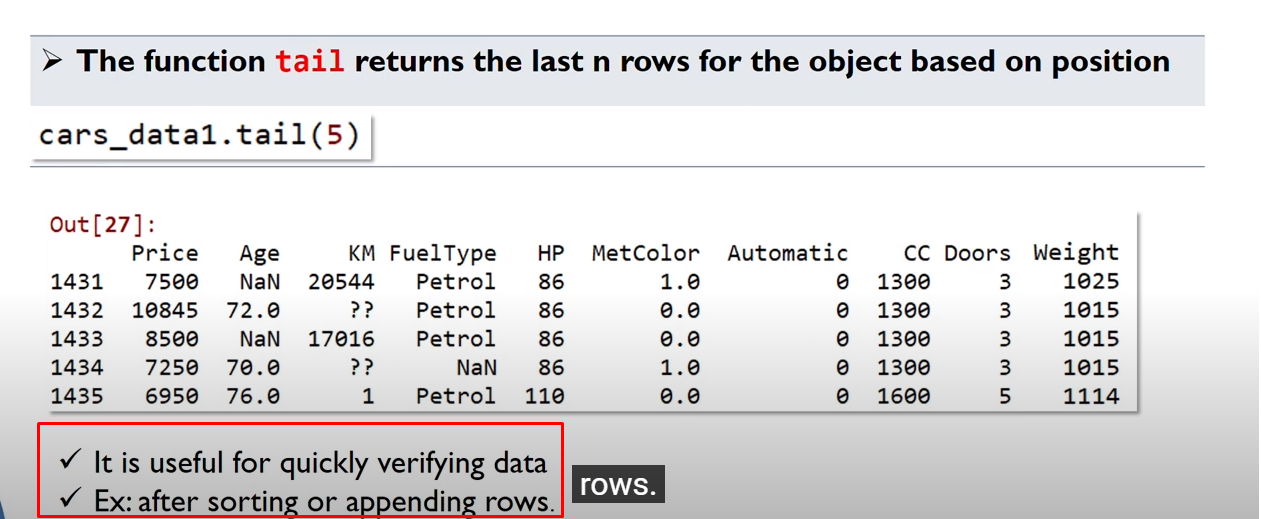 ➢ The function tail returns the last n rows for the object based on position
cars_data1.tail(5)
Out[27]:
Price Age KM FuelType HP MetColor Automatic CC Doors Weight
1431 7500 NaN 20544 Petrol 86 1.0 0 1300 3 1025
1432 10845 72.0 ?? Petrol 86 0.0 0 1300 3 1015
1433 8500 NaN 17016 Petrol 86 0.0 0 1300 3 1015
1434 7250 70.0 ?? NaN 86 1.0 0 1300 3 1015
1435 6950 76.0 1 Petrol 110 0.0 0 1600 5 1114
✓ It is useful for quickly verifying data
✓ Ex: after sorting or appending rows.
rows.